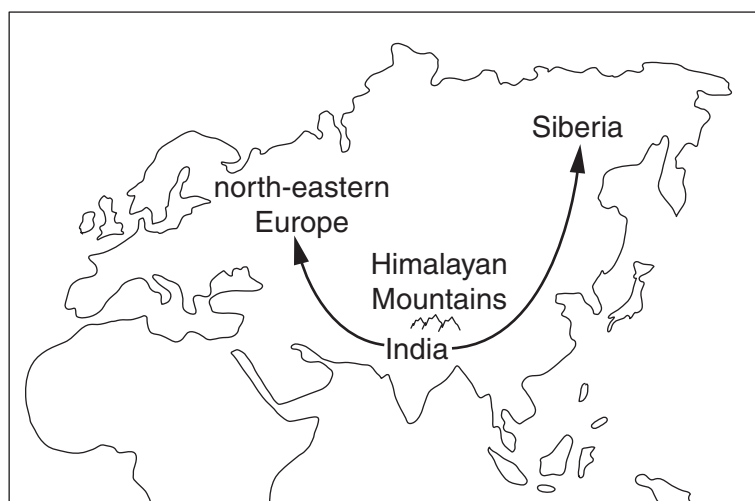 Siberia
north-eastern
Europe
Himalayan
Mountains
India